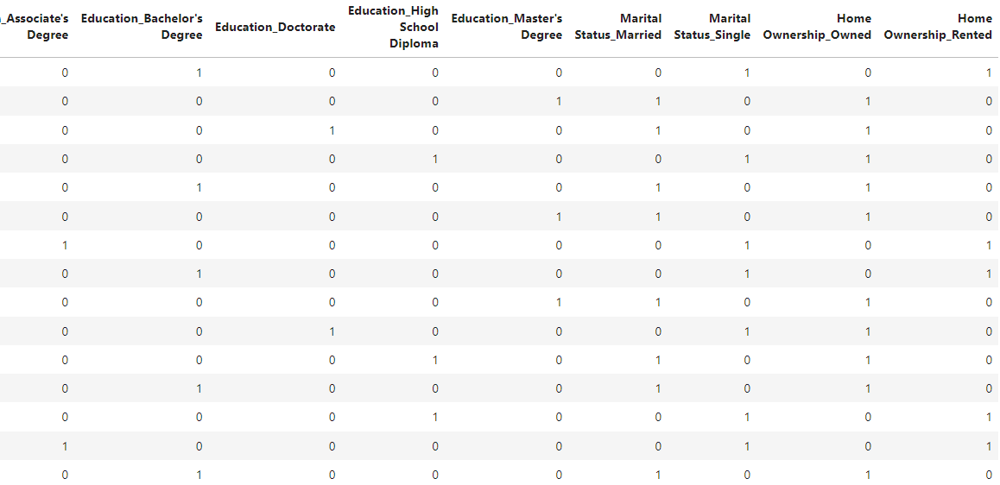 _Associate's Education_Bachelor's Education_Doctorate Education_High Education_Master's Marital Marital Home Home
Degree Degree School Degree Status_Married Status_Single Ownership_Owned Ownership_Rented
Diploma
0 1 0 0 0 0 1 0 1
0 0 0 0 1 1 0 1 0
0 0 1 0 0 1 0 1 0
0 0 0 1 0 0 1 1 0
0 1 0 0 0 1 0 1 0
0 0 0 0 1 1 0 1 0
1 0 0 0 0 0 1 0 1
0 1 0 0 0 0 1 0 1
0 0 0 0 1 1 0 1 0
0 0 1 0 0 0 1 1 0
0 0 0 1 0 1 0 1 0
0 1 0 0 0 1 0 1 0
0 0 0 1 0 0 1 0 1
1 0 0 0 0 0 1 0 1
0 1 0 0 0 1 0 1 0